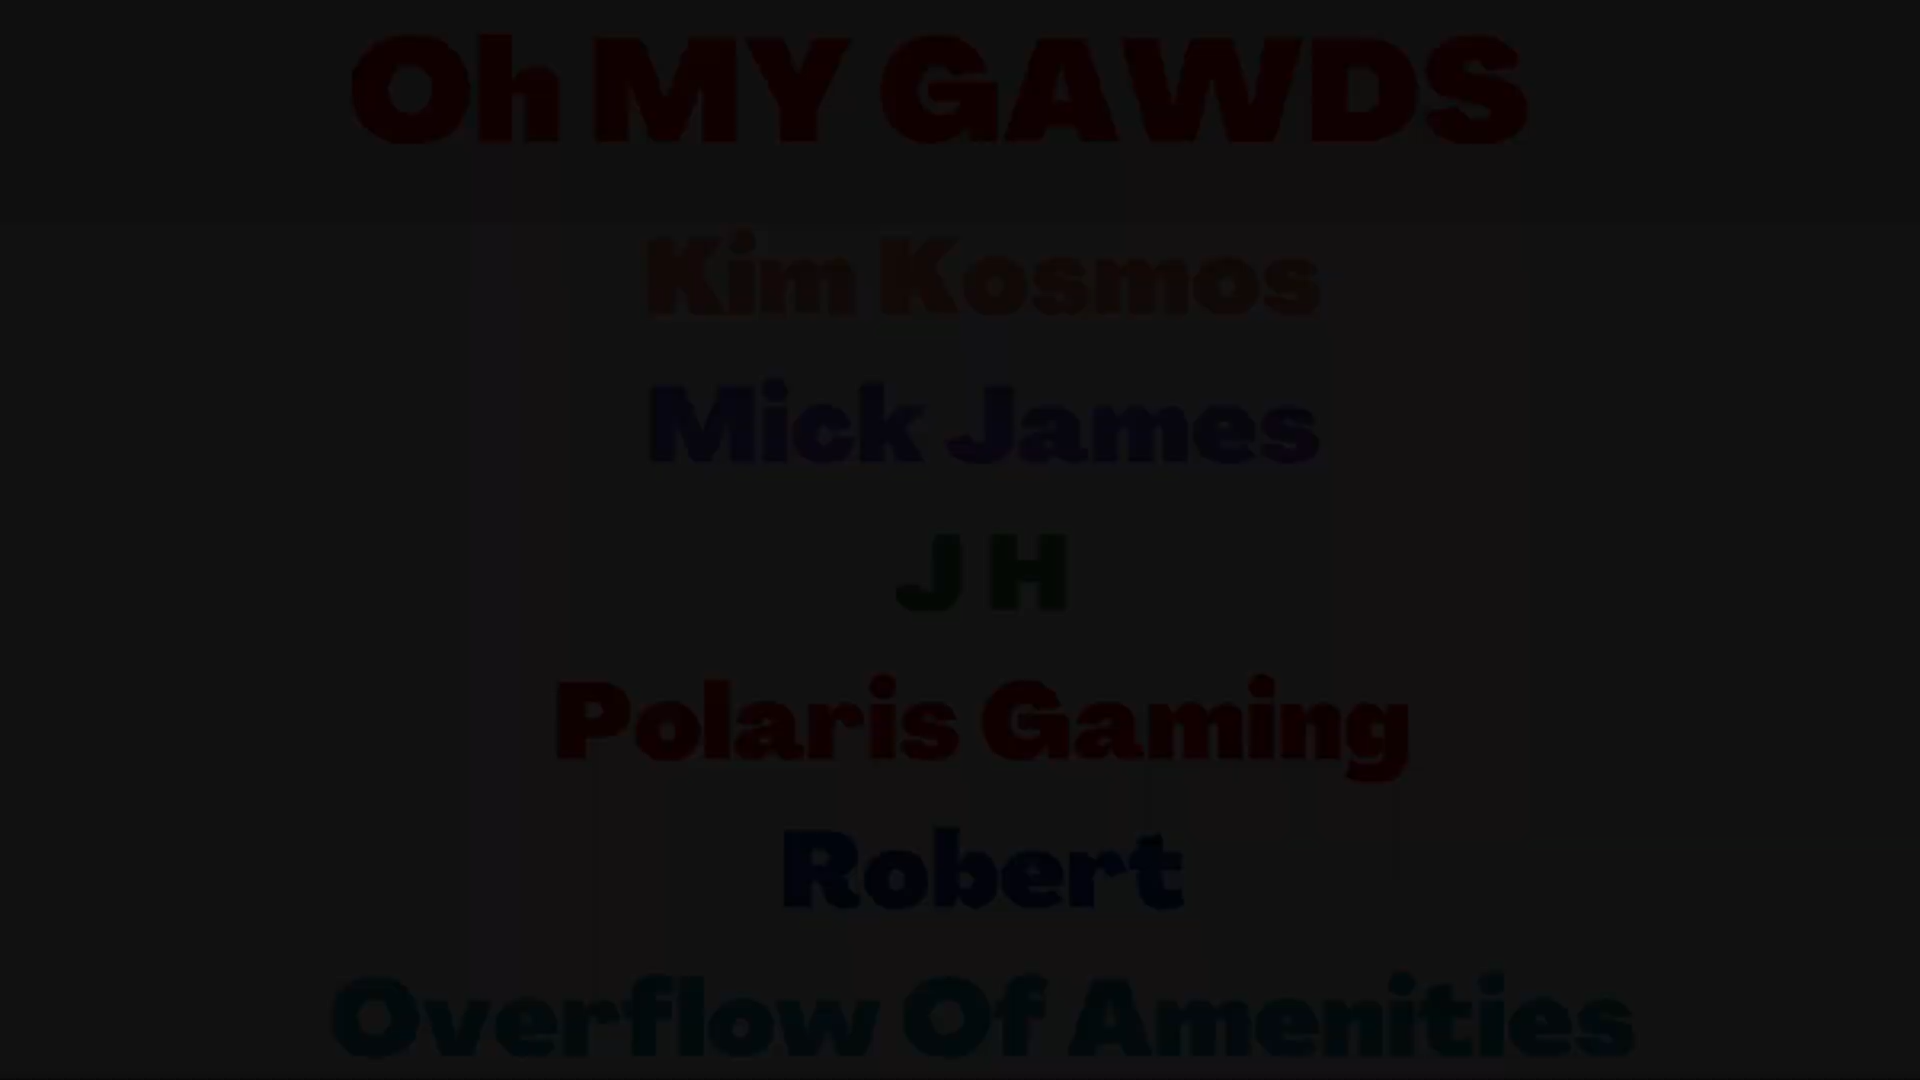 Oh MY GAWDS
Kim Kosmos
Mick James
J H
Polaris Gaming
Robert
Overflow Of Amenities